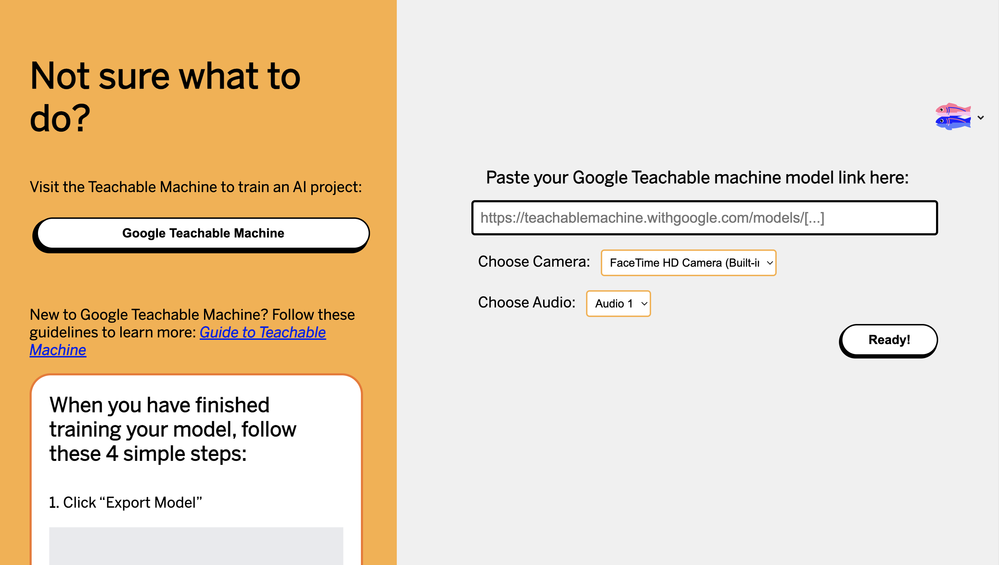 Not sure what to
do?
Visit the Teachable Machine to train an AI project:
Google Teachable Machine
New to Google Teachable Machine? Follow these
guidelines to learn more: Guide to Teachable
Machine
When you have finished
training your model, follow
these 4 simple steps:
1. Click “Export Model”
Paste your Google Teachable machine model link here:
https://teachablemachine.withgoogle.com/models/[...]
Choose Camera: FaceTime HD Camera (Built-in
Choose Audio: Audio 1
Ready!